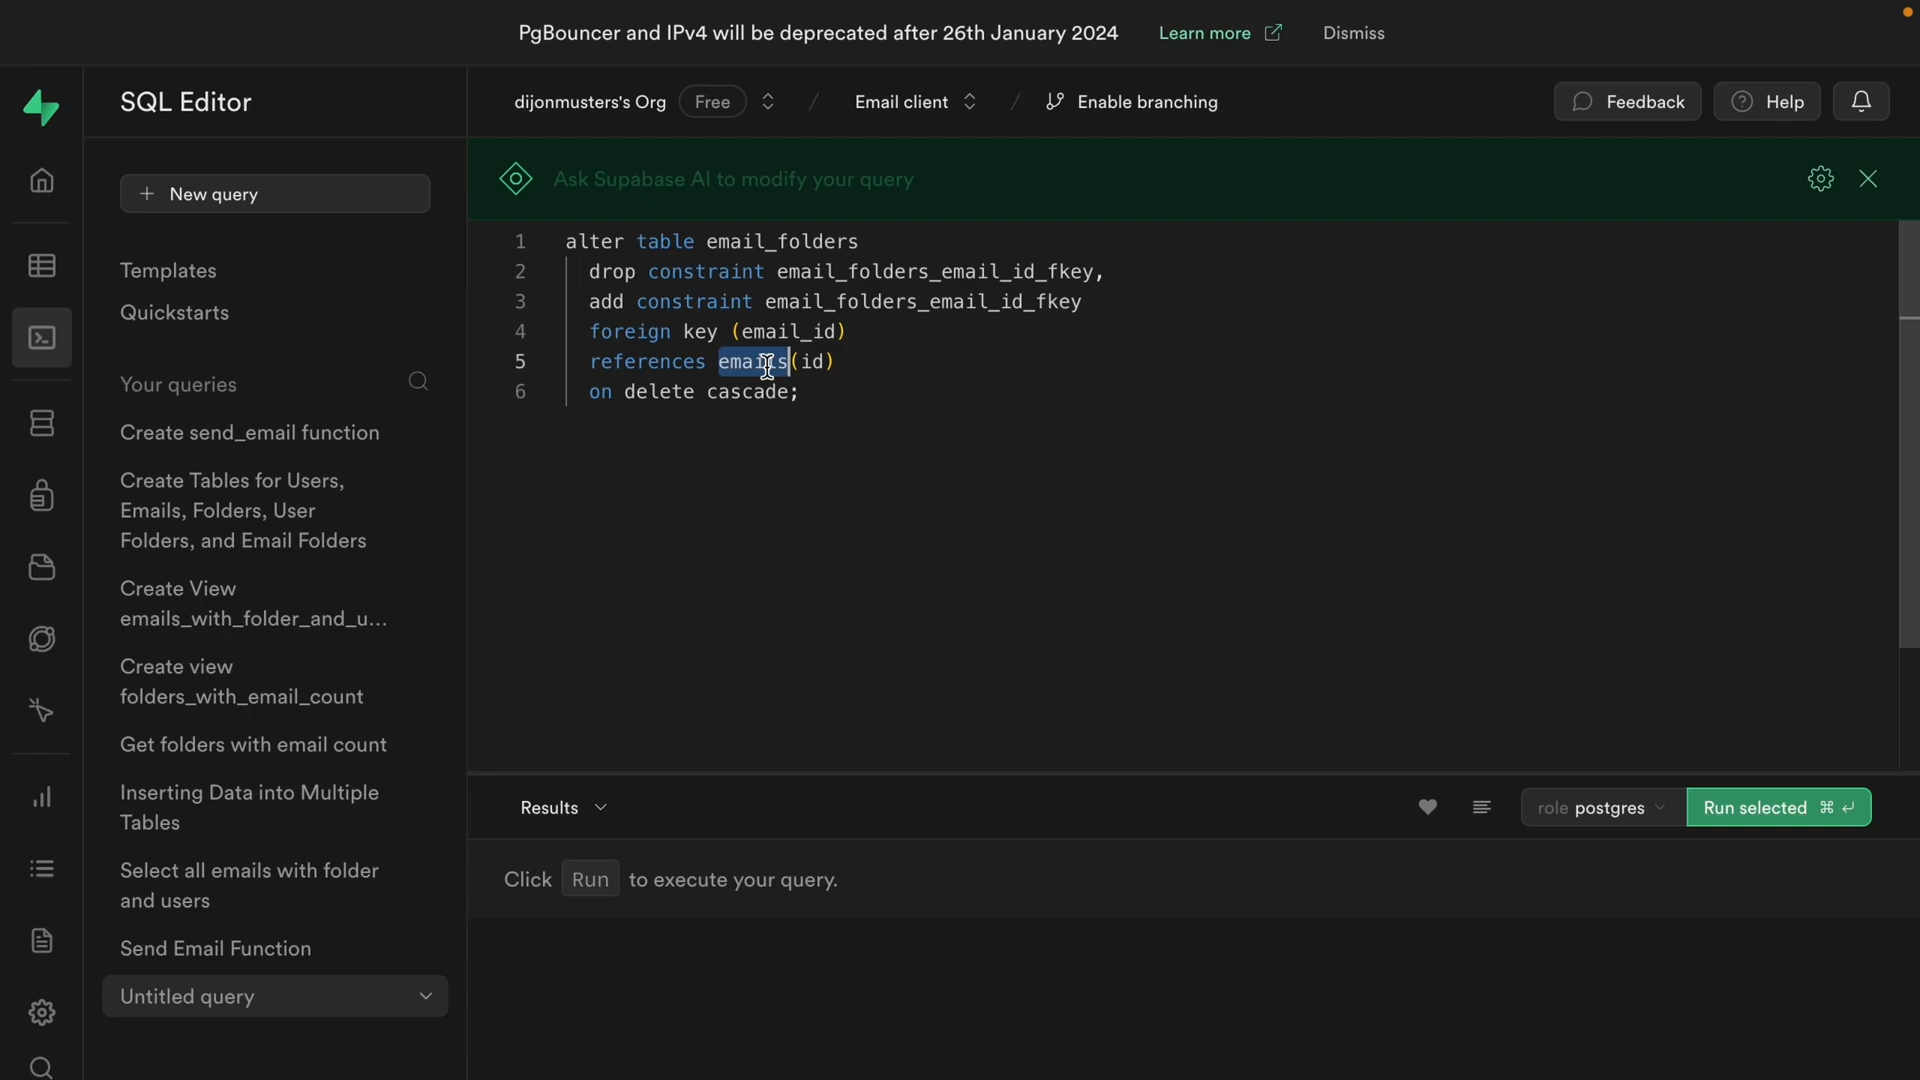 PgBouncer and IPv4 will be deprecated after 26th January 2024 Learn more Dismiss
SQL Editor
dijonmusters's Org Free / Email client / Enable branching
Feedback Help
New query
Ask Supabase AI to modify your query
Templates
Quickstarts
Your queries
Create send_email function
Create Tables for Users,
Emails, Folders, User
Folders, and Email Folders
Create View
emails_with_folder_and_u...
Create view
folders_with_email_count
Get folders with email count
Inserting Data into Multiple
Tables
Select all emails with folder
and users
Send Email Function
Untitled query
1 alter table email_folders
2 drop constraint email_folders_email_id_fkey,
3 add constraint email_folders_email_id_fkey
4 foreign key (email_id)
5 references emails(id)
6 on delete cascade;
Results
role postgres
Run selected ⌘ ↵
Click Run to execute your query.